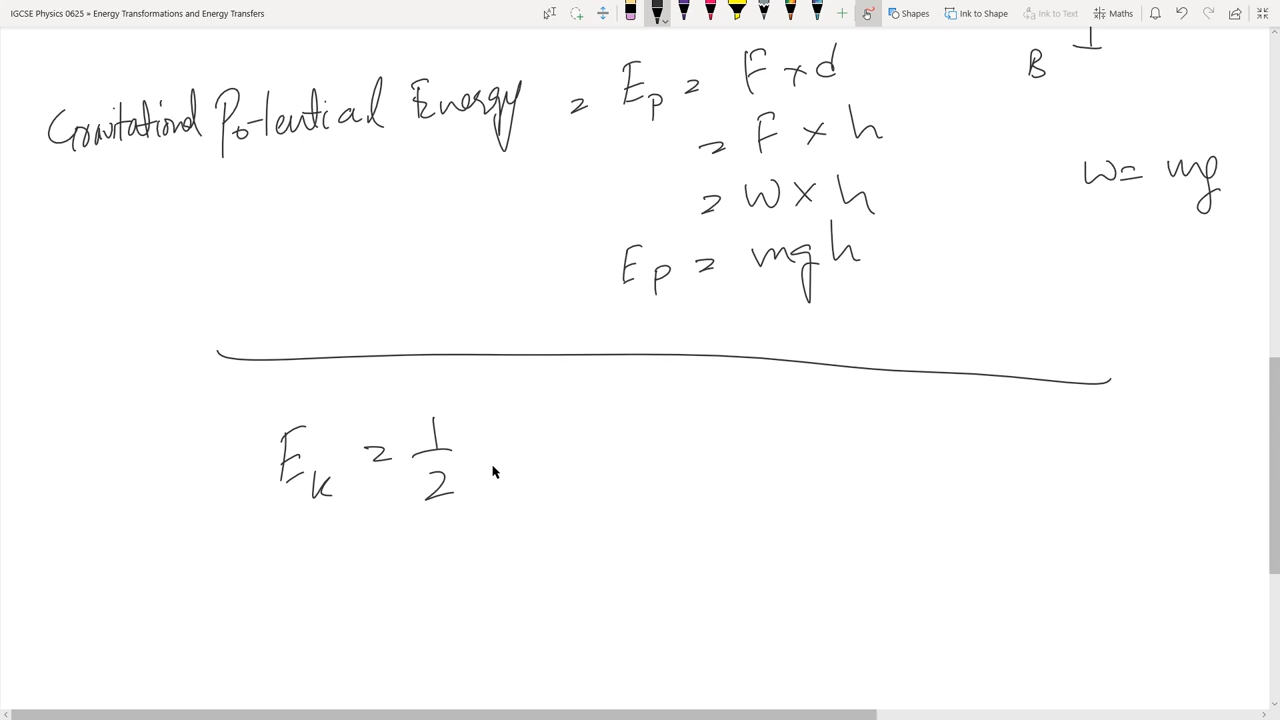 IGCSE Physics 0625 » Energy Transformations and Energy Transfers
Shapes Ink to Shape Ink to Text Maths
B
Gravitational Potential Energy = Ep = F × d
= F × h
W = mg
= W × h
Ep = mgh
Ek = 1/2